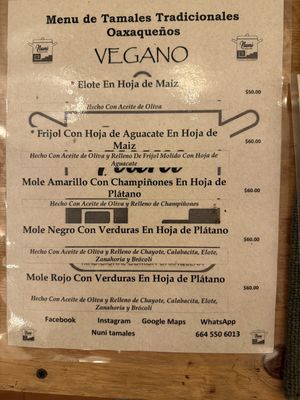 Menu de Tamales Tradicionales
Oaxaqueños
Nuni
VEGANO
* Elote En Hoja de Maiz
$50.00
Hecho Con Aceite de Oliva
* Frijol Con Hoja de Aguacate En Hoja de
Maiz
$60.00
Hecho Con Aceite de Oliva y Relleno De Frijol Molido Con Hoja de
Aguacate
Mole Amarillo Con Champiñones En Hoja de
Plátano
$60.00
Hecho Con Aceite de Oliva y Relleno de Champiñones
Mole Negro Con Verduras En Hoja de Plátano
$60.00
Hecho Con Aceite de Oliva y Relleno de Chayote, Calabacita, Elote,
Zanahoria y Brócoli
Mole Rojo Con Verduras En Hoja de Plátano
$60.00
Hecho Con Aceite de Oliva y Relleno de Chayote, Calabacita, Elote,
Zanahoria y Brócoli
Facebook Instagram Google Maps WhatsApp
Nuni tamales 664 550 6013